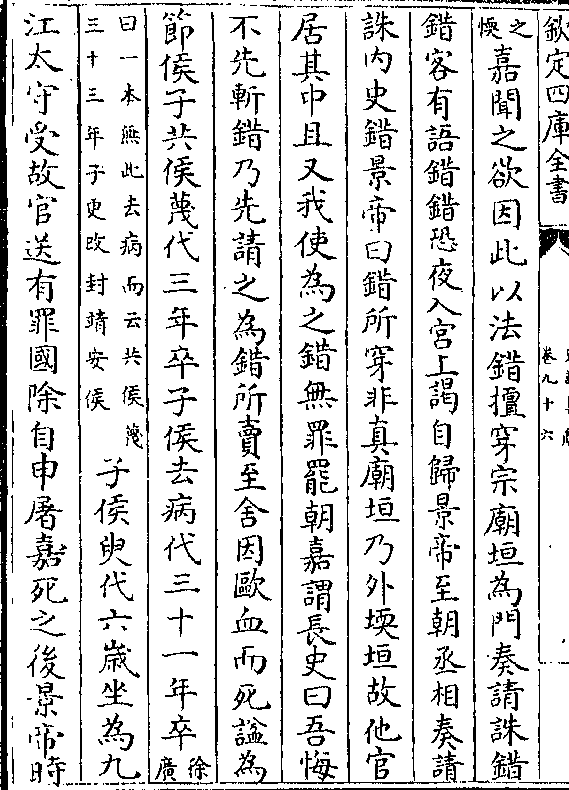 欽定四庫全書
卷九十六
之
堧
嘉聞之欲因此以法錯擅穿宗廟垣為門奏請誅錯
錯客有語錯錯恐夜入宮上謁自歸景帝至朝丞相奏請
誅內史錯景帝曰錯所穿非真廟垣乃外堧垣故他官
居其中且又我使為之錯無罪罷朝嘉謂長史曰吾悔
不先斬錯乃先請之為錯所賣至舍因歐血而死諡為
節侯子共侯蔑代三年卒子侯去病代三十一年卒
徐
廣
曰一本無此去病而云共侯蔑
三十三年子臾改封靖安侯
子侯臾代六歲坐為九
江太守受故官送有罪國除自申屠嘉死之後景帝時